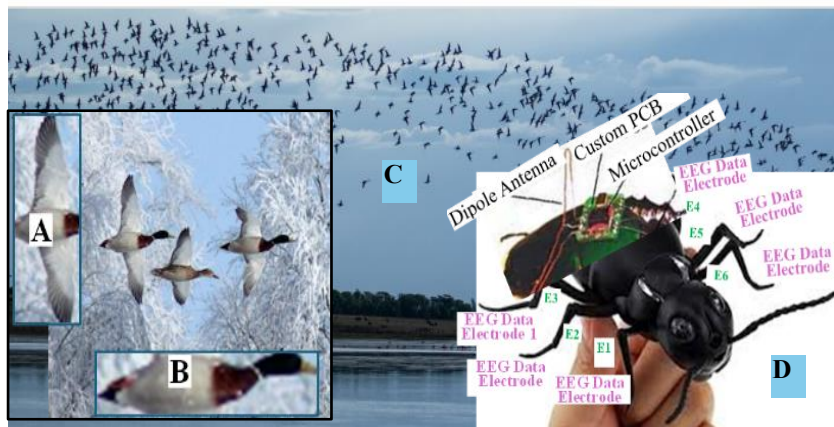 A
B
C
Dipole Antenna
Custom PCB
Microcontroller
EEG Data
Electrode
E4
E5
EEG Data
Electrode
E6
EEG Data
Electrode
E3
EEG Data
Electrode 1
E2
E1
EEG Data
Electrode
EEG Data
Electrode
D